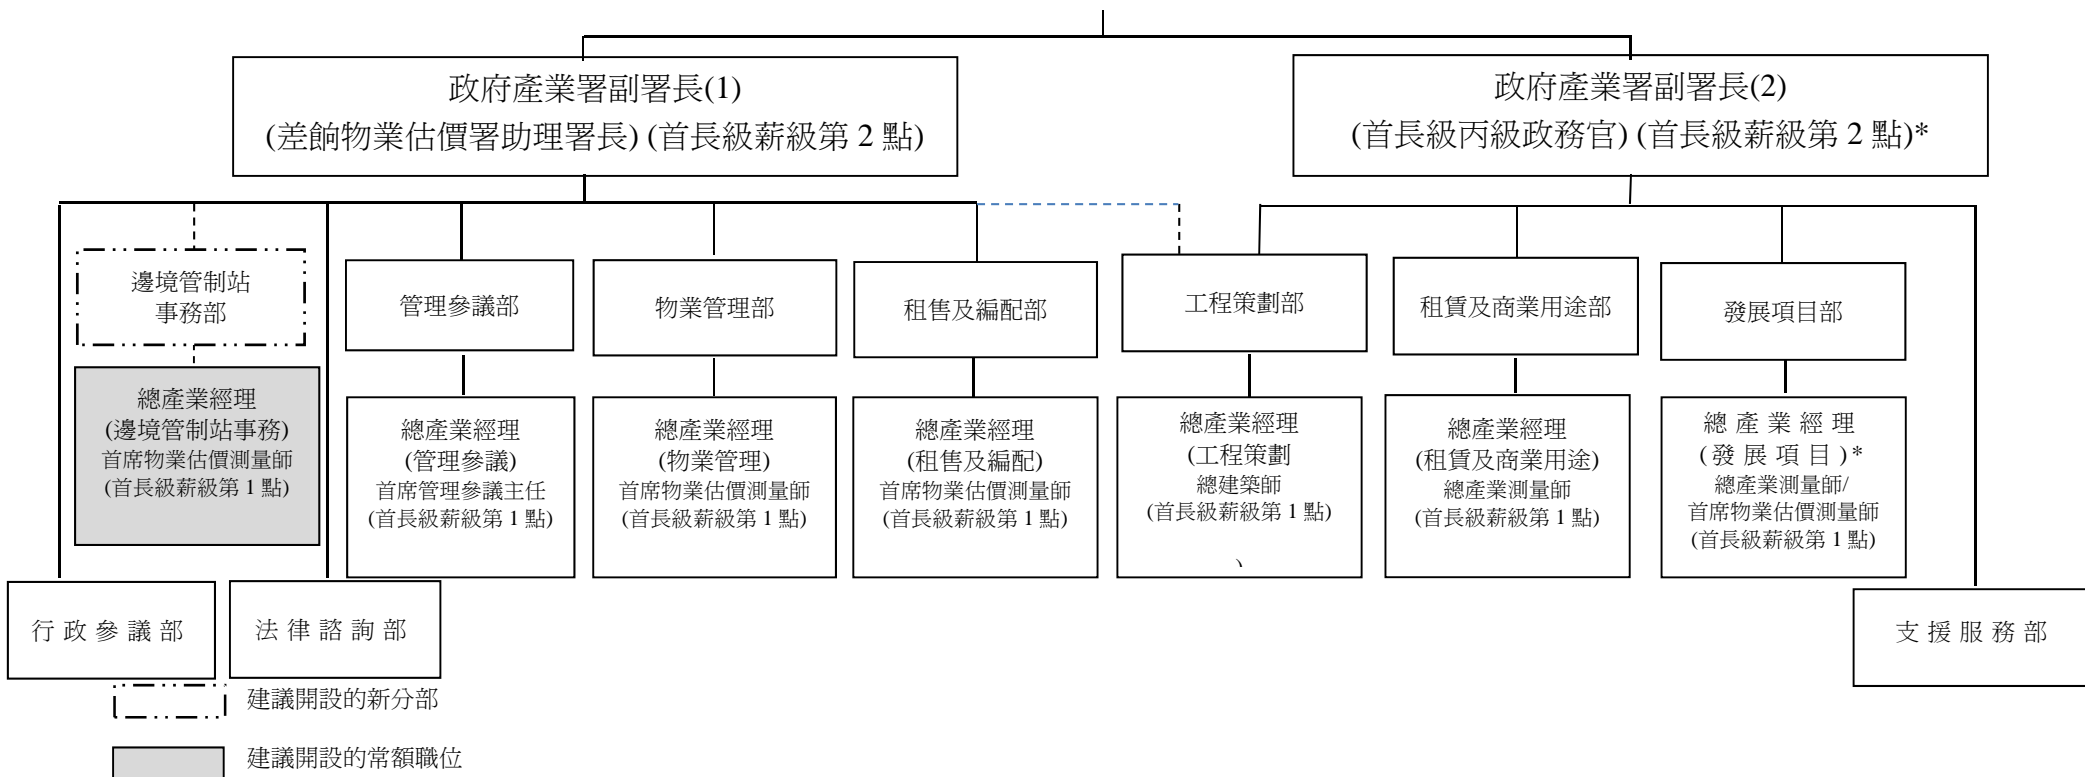 政府產業署副署長(1)
(差餉物業估價署助理署長) (首長級薪級第 2 點)
政府產業署副署長(2)
(首長級丙級政務官) (首長級薪級第 2 點)*
邊境管制站
事務部
管理參議部
物業管理部
租售及編配部
工程策劃部
租賃及商業用途部
發展項目部
總產業經理
(邊境管制站事務)
首席物業估價測量師
(首長級薪級第 1 點)
總產業經理
(管理參議)
首席管理參議主任
(首長級薪級第 1 點)
總產業經理
(物業管理)
首席物業估價測量師
(首長級薪級第 1 點)
總產業經理
(租售及編配)
首席物業估價測量師
(首長級薪級第 1 點)
總產業經理
(工程策劃
總建築師
(首長級薪級第 1 點)
、
總產業經理
(租賃及商業用途)
總產業測量師
(首長級薪級第 1 點)
總 產 業 經 理
( 發 展 項 目 ) *
總產業測量師/
首席物業估價測量師
(首長級薪級第 1 點)
行 政 參 議 部
法 律 諮 詢 部
支 援 服 務 部
建議開設的新分部
建議開設的常額職位